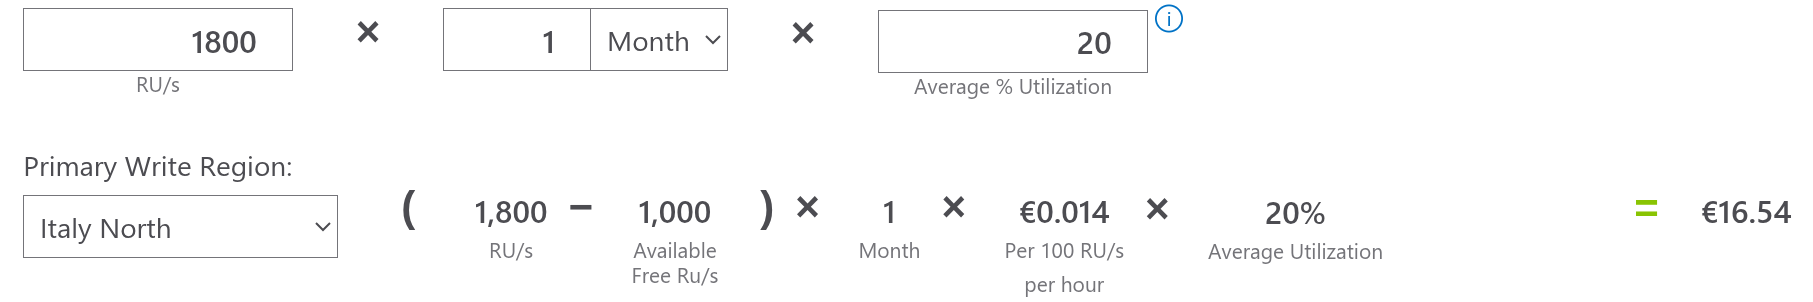 1800 × 1 Month × 20 i
RU/s Average % Utilization
Primary Write Region:
Italy North ( 1,800 − 1,000 ) × 1 × €0.014 × 20% = €16.54
RU/s Available Month Per 100 RU/s Average Utilization
Free Ru/s per hour